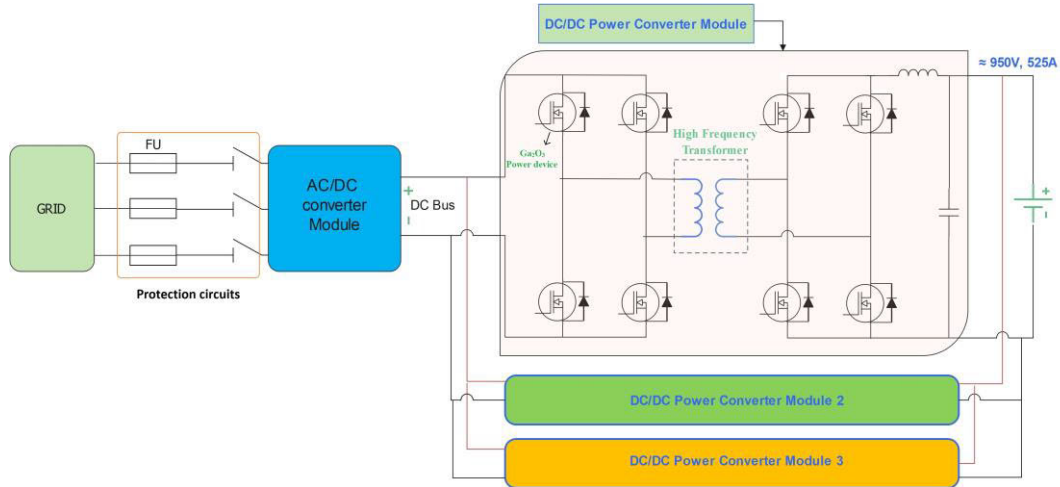 DC/DC Power Converter Module
≈ 950V, 525A
FU
GRID
AC/DC
converter
Module
+
-
DC Bus
Ga₂O₃
Power device
High Frequency
Transformer
+
-
Protection circuits
DC/DC Power Converter Module 2
DC/DC Power Converter Module 3